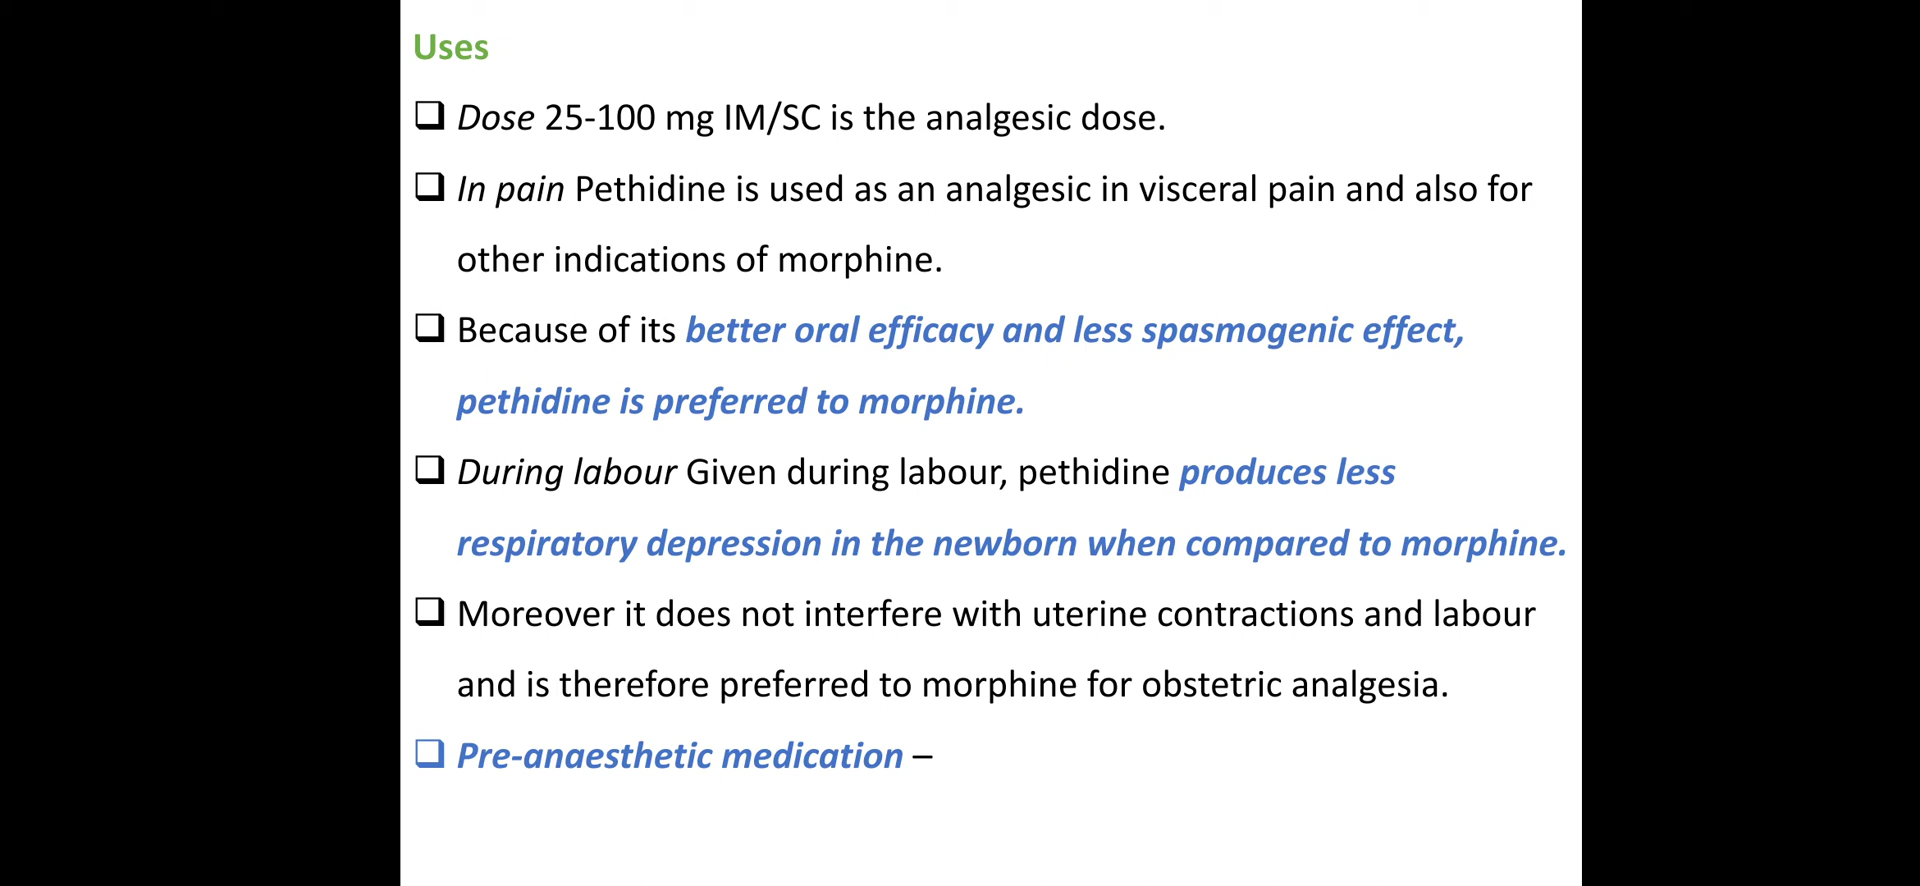 Uses
❑ Dose 25-100 mg IM/SC is the analgesic dose.
❑ In pain Pethidine is used as an analgesic in visceral pain and also for
other indications of morphine.
❑ Because of its better oral efficacy and less spasmogenic effect,
pethidine is preferred to morphine.
❑ During labour Given during labour, pethidine produces less
respiratory depression in the newborn when compared to morphine.
❑ Moreover it does not interfere with uterine contractions and labour
and is therefore preferred to morphine for obstetric analgesia.
❑ Pre-anaesthetic medication –